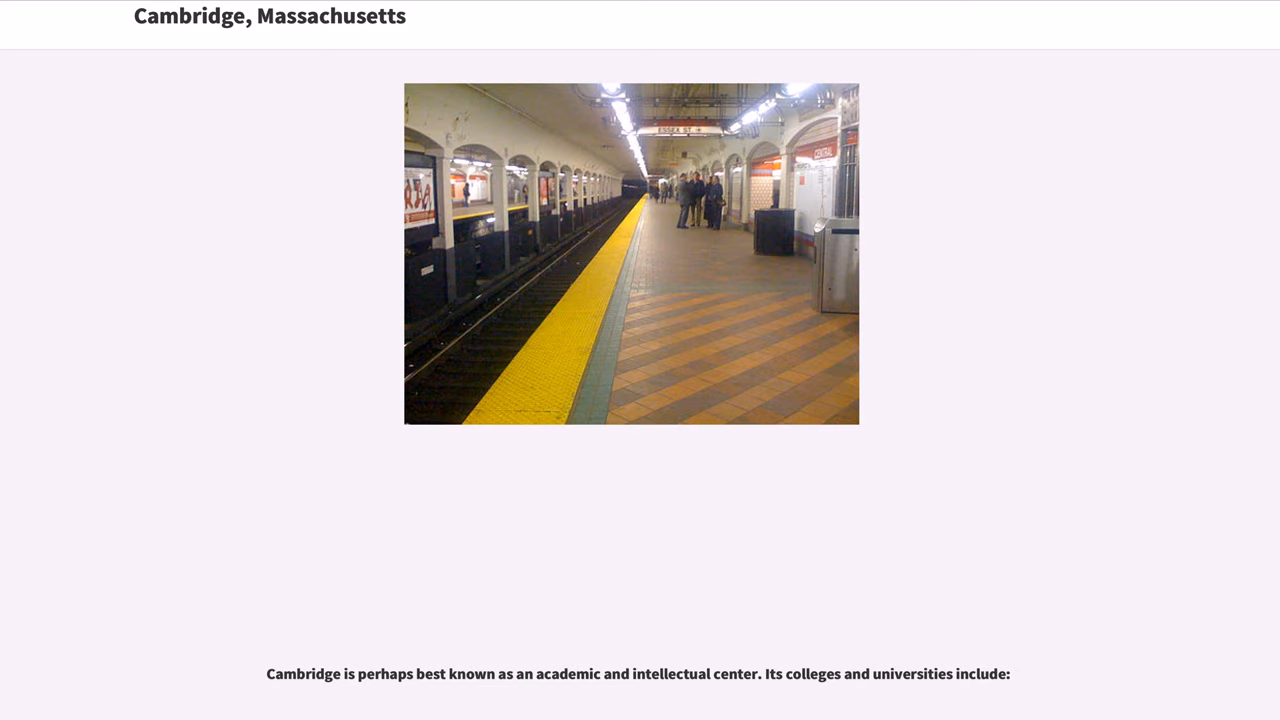 Cambridge, Massachusetts
ESSEX ST
CENTRAL
Cambridge is perhaps best known as an academic and intellectual center. Its colleges and universities include: